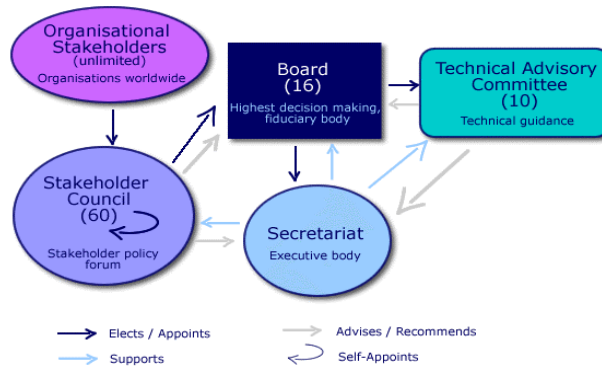 Organisational
Stakeholders
(unlimited)
Organisations worldwide
Board
(16)
Highest decision making,
fiduciary body
Technical Advisory
Committee
(10)
Technical guidance
Stakeholder
Council
(60)
Stakeholder policy
forum
Secretariat
Executive body
Elects / Appoints
Advises / Recommends
Supports
Self-Appoints